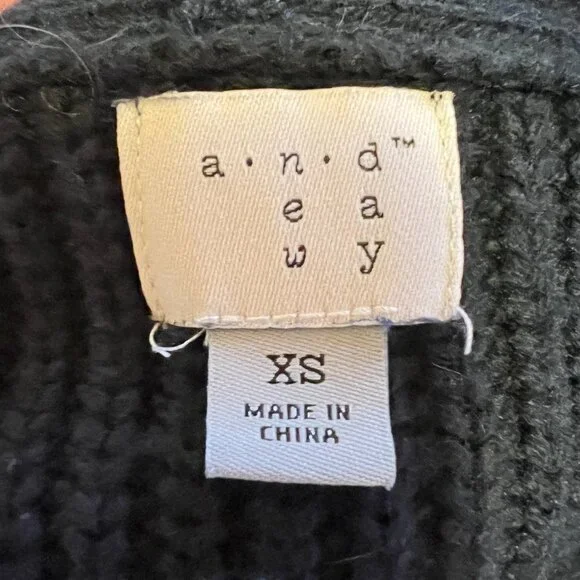 a • n • d™
e a
w y
XS
MADE IN
CHINA